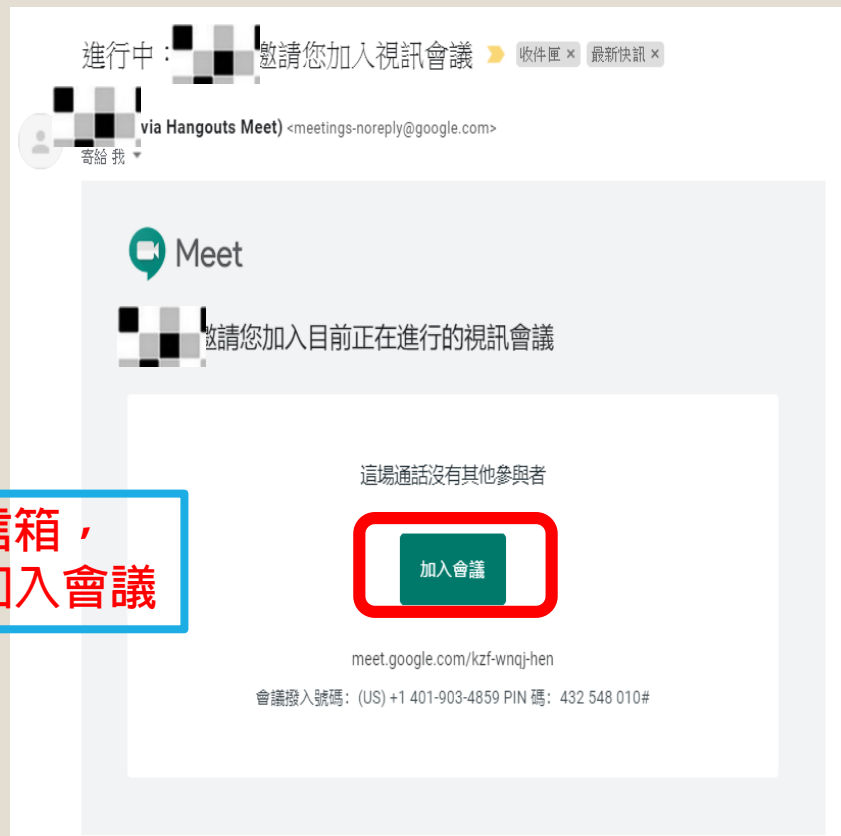 進行中：邀請您加入視訊會議 收件匣 × 最新快訊 ×
via Hangouts Meet) <meetings-noreply@google.com>
寄給 我
Meet
邀請您加入目前正在進行的視訊會議
這場通話沒有其他參與者
信箱，
加入會議
加入會議
meet.google.com/kzf-wnqj-hen
會議撥入號碼：(US) +1 401-903-4859 PIN 碼：432 548 010#